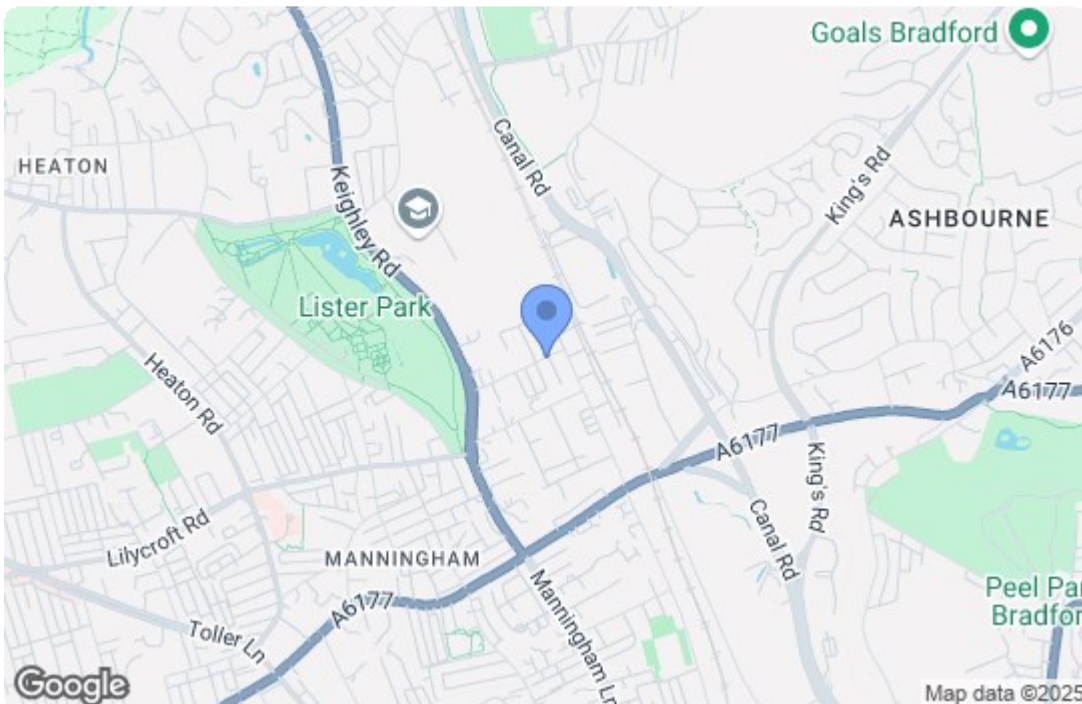 Goals Bradford
HEATON
Keighley Rd
Canal Rd
King's Rd
ASHBOURNE
Lister Park
Heaton Rd
A6176
A6177
A6177
King's Rd
Lilycroft Rd
MANNINGHAM
Canal Rd
A6177
Toller Ln
Manningham Ln
Peel Par
Bradford
Google
Map data ©2025